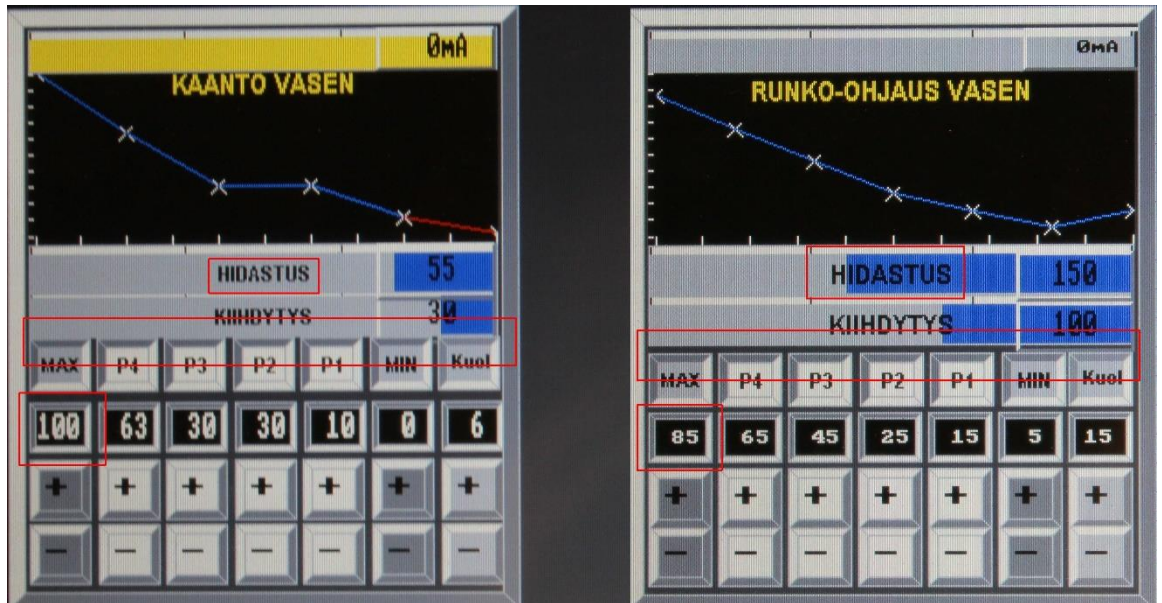 0mA
KAANTO VASEN
HIDASTUS 55
KIIHDYTYS 30
MAX P4 P3 P2 P1 MIN Kuol
100 63 30 30 10 0 6
+ + + + + + +
- - - - - - -
0mA
RUNKO-OHJAUS VASEN
HIDASTUS 150
KIIHDYTYS 100
MAX P4 P3 P2 P1 MIN Kuol
85 65 45 25 15 5 15
+ + + + + + +
- - - - - - -